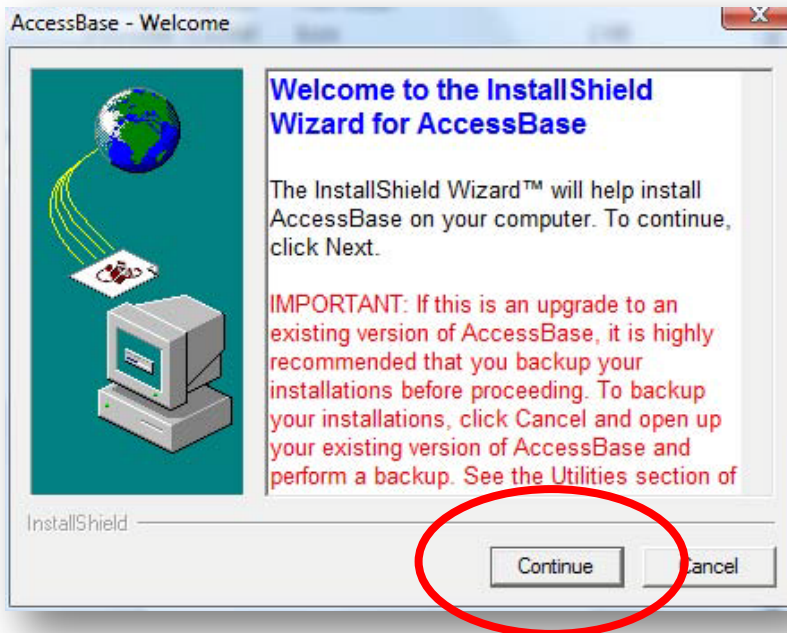 AccessBase - Welcome
Welcome to the InstallShield
Wizard for AccessBase
The InstallShield Wizard™ will help install
AccessBase on your computer. To continue,
click Next.
IMPORTANT: If this is an upgrade to an
existing version of AccessBase, it is highly
recommended that you backup your
installations before proceeding. To backup
your installations, click Cancel and open up
your existing version of AccessBase and
perform a backup. See the Utilities section of
InstallShield
Continue
Cancel